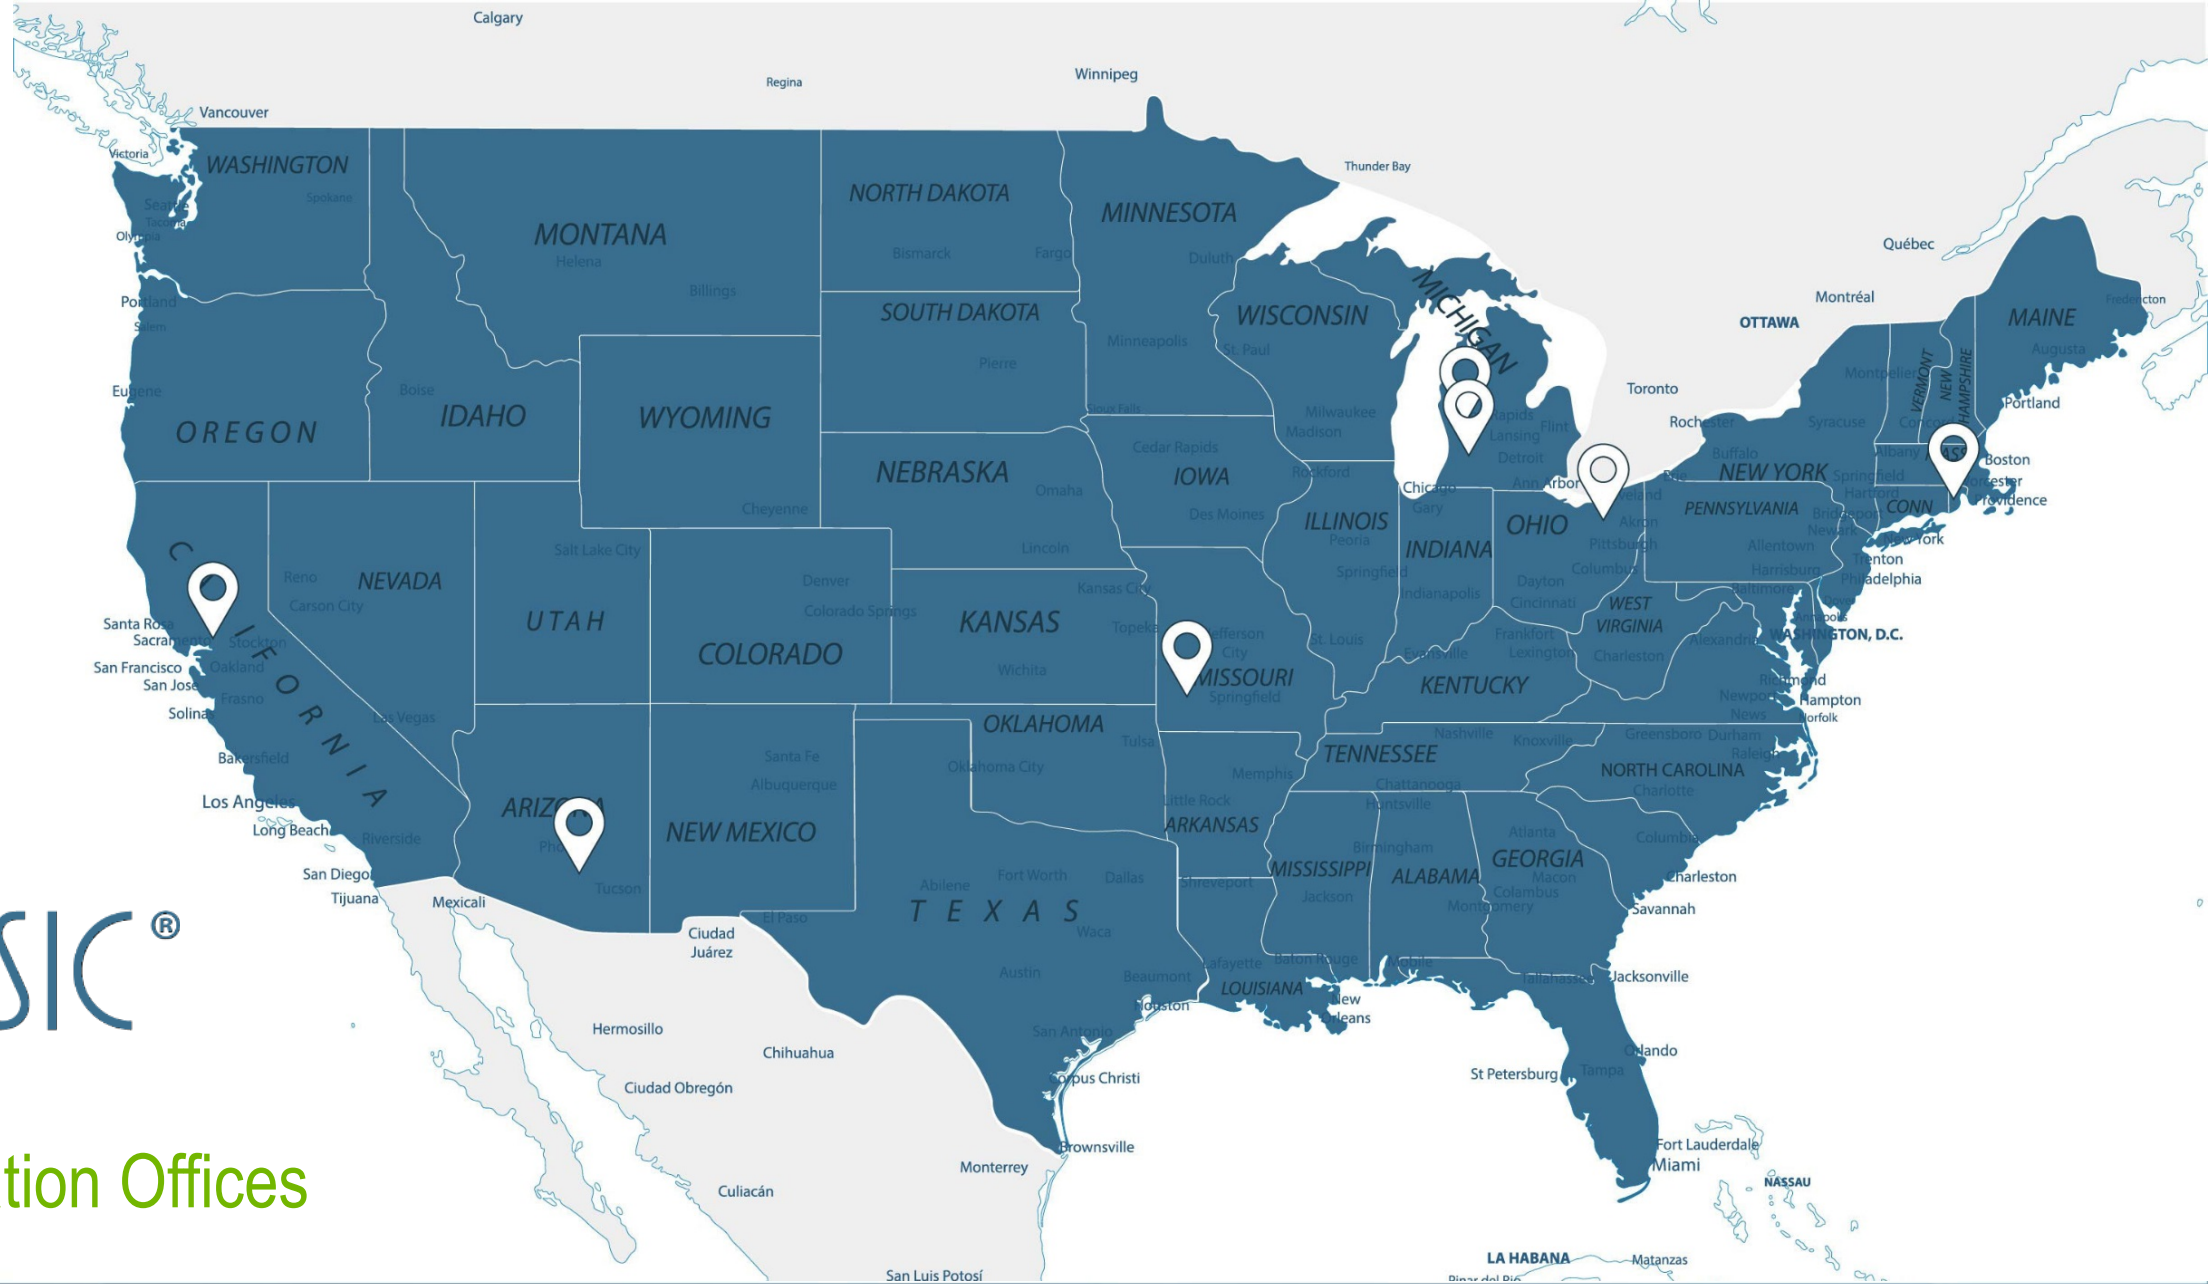 Calgary
Regina
Winnipeg
Vancouver
Victoria
Thunder Bay
WASHINGTON
Spokane
Olympia
MONTANA
Helena
Billings
NORTH DAKOTA
Bismarck
Fargo
MINNESOTA
Duluth
Minneapolis
St. Paul
Québec
Montréal
OTTAWA
MAINE
Augusta
Fredericton
Portland
Salem
Eugene
OREGON
Boise
IDAHO
WYOMING
Cheyenne
SOUTH DAKOTA
Pierre
Sioux Falls
WISCONSIN
Milwaukee
Madison
MICHIGAN
Rapids
Lansing
Flint
Detroit
Ann Arbor
Toronto
Rochester
Syracuse
Buffalo
Montpelier
VERMONT
NEW
HAMPSHIRE
Portland
Albany
Boston
NEW YORK
Springfield
Hartford
Providence
CONN
Erie
NEBRASKA
Omaha
Lincoln
Cedar Rapids
IOWA
Des Moines
Rockford
Chicago
Gary
ILLINOIS
Peoria
Springfield
INDIANA
Indianapolis
OHIO
Akron
Pittsburgh
Columbus
Dayton
Cincinnati
PENNSYLVANIA
Allentown
Harrisburg
Newark
New York
Trenton
Philadelphia
Baltimore
WEST
VIRGINIA
Charleston
WASHINGTON, D.C.
Richmond
Newport
News
Hampton
Norfolk
NEVADA
Reno
Carson City
Las Vegas
Salt Lake City
UTAH
Denver
Colorado Springs
COLORADO
KANSAS
Kansas City
Topeka
Wichita
City
MISSOURI
Springfield
St. Louis
Evansville
Frankfort
Lexington
KENTUCKY
Santa Rosa
Sacramento
Stockton
San Francisco
Oakland
San Jose
Frasno
Solinas
Bakersfield
Los Angeles
Long Beach
Riverside
San Diego
Tijuana
Mexicali
Tucson
Santa Fe
Albuquerque
NEW MEXICO
OKLAHOMA
Tulsa
Oklahoma City
Little Rock
ARKANSAS
Memphis
TENNESSEE
Nashville
Knoxville
Chattanooga
Huntsville
Greensboro
Durham
Raleigh
NORTH CAROLINA
Charlotte
Columbia
Charleston
Savannah
Atlanta
GEORGIA
Macon
Colambus
Birmingham
ALABAMA
Montgomery
MISSISSIPPI
Jackson
Shreveport
Abilene
Fort Worth
Dallas
TEXAS
Waca
El Paso
Austin
Beaumont
Houston
San Antonio
Corpus Christi
Brownsville
Lafayette
Baton Rouge
LOUISIANA
New
Orleans
Mobile
Jacksonville
Orlando
Tampa
St Petersburg
Fort Lauderdale
Miami
NASSAU
LA HABANA
Matanzas
Ciudad
Juárez
Hermosillo
Chihuahua
Ciudad Obregón
Monterrey
Culiacán
San Luis Potosí
SIC®
tion Offices